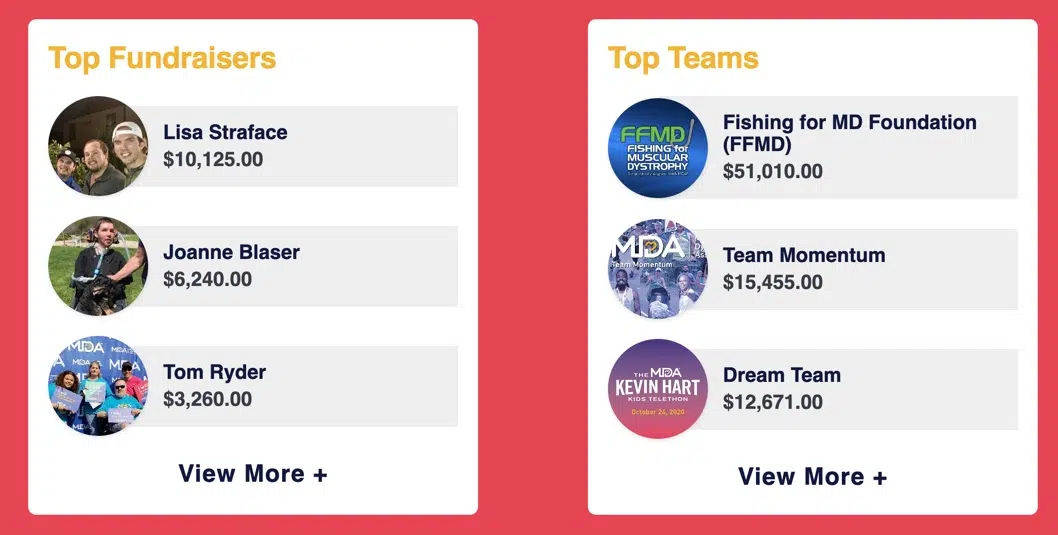 Top Fundraisers
Lisa Straface
$10,125.00
Joanne Blaser
$6,240.00
MDA
MDA
MDA
MDA
Tom Ryder
$3,260.00
View More +
Top Teams
FFMD
FISHING for
MUSCULAR
DYSTROPHY
Fishing for MD Foundation
(FFMD)
$51,010.00
MDA
Team Momentum
Team Momentum
$15,455.00
THE MDA
KEVIN HART
KIDS TELETHON
October 24, 2020
Dream Team
$12,671.00
View More +